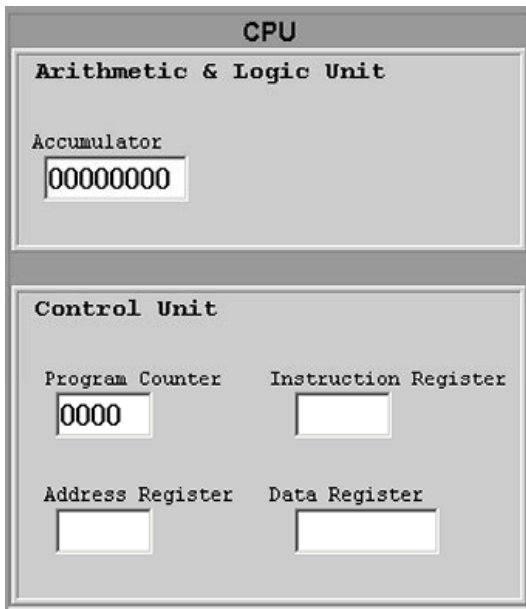 CPU
Arithmetic & Logic Unit
Accumulator
00000000
Control Unit
Program Counter Instruction Register
0000
Address Register Data Register